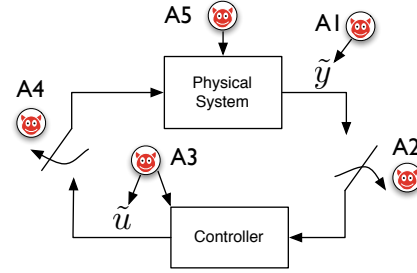 A5
A1
A4
Physical
System
ỹ
A3
A2
ũ
Controller